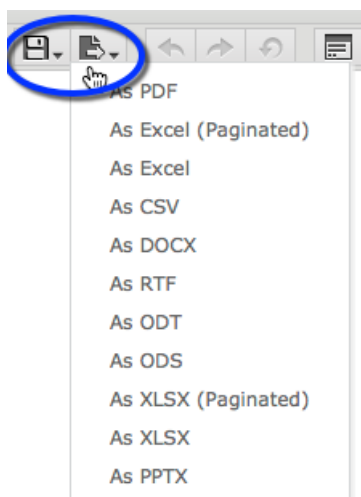 As PDF
As Excel (Paginated)
As Excel
As CSV
As DOCX
As RTF
As ODT
As ODS
As XLSX (Paginated)
As XLSX
As PPTX